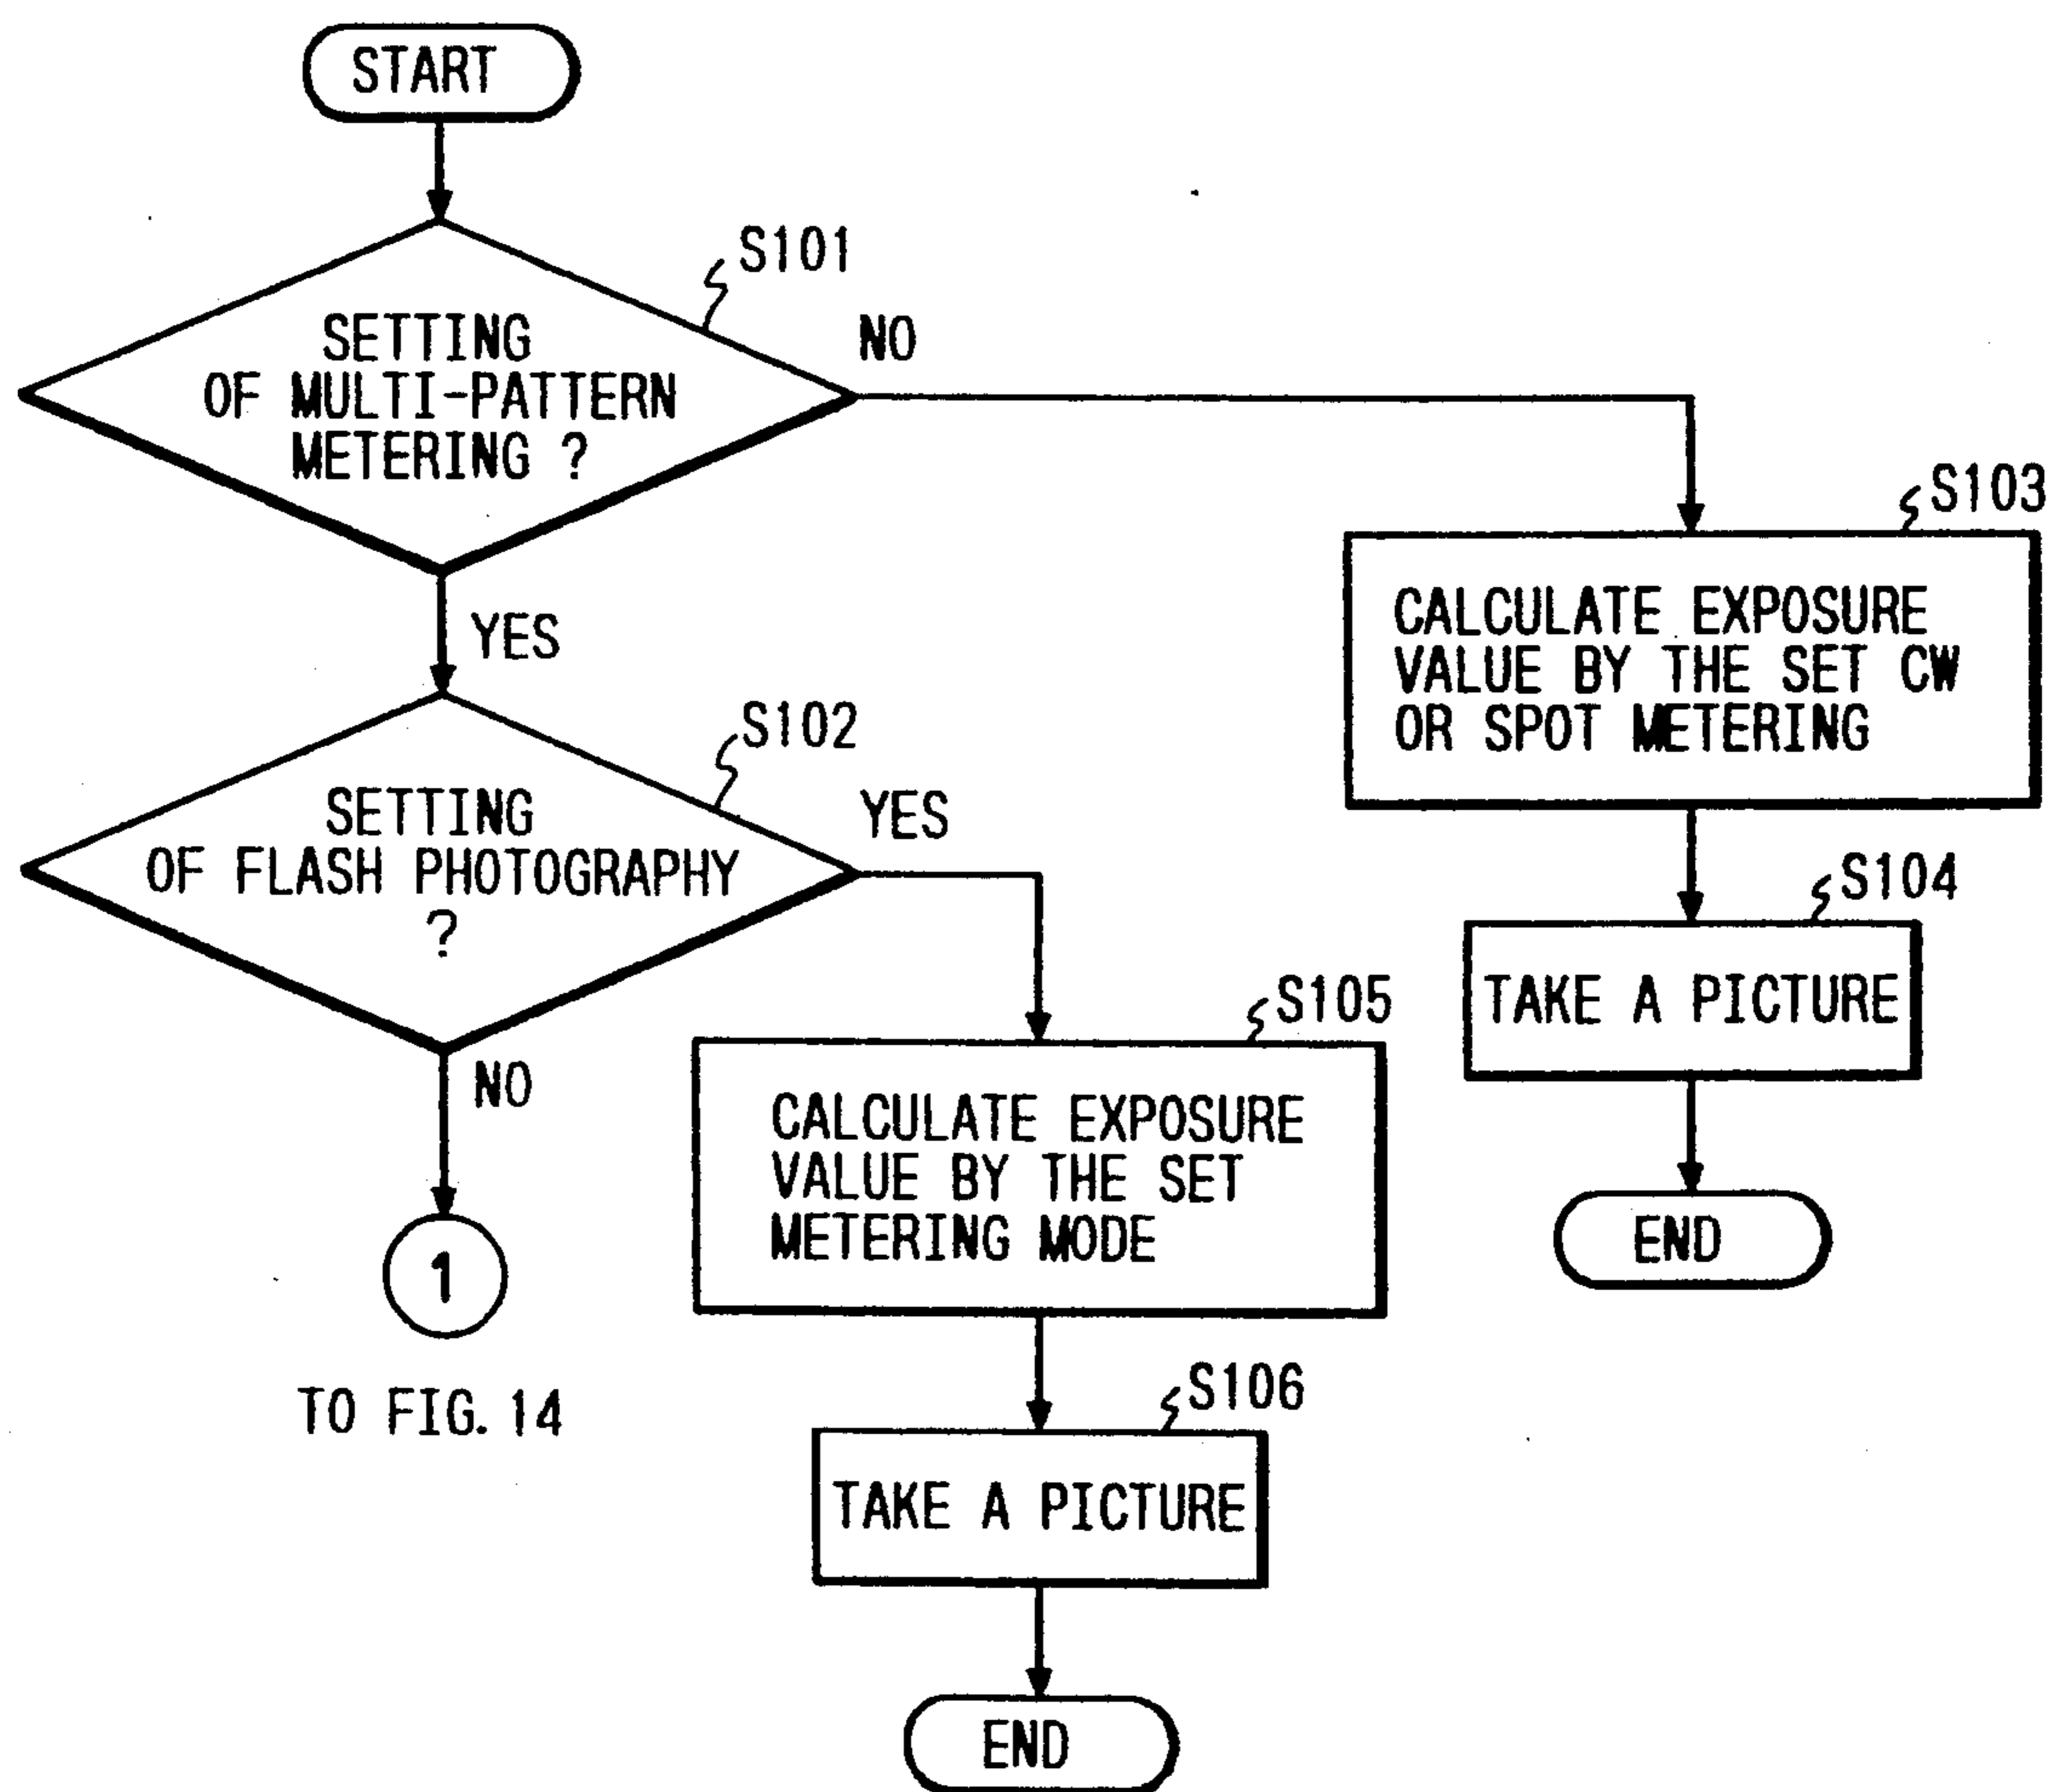 START
S101
SETTING
OF MULTI-PATTERN
METERING ?
NO
YES
S103
CALCULATE EXPOSURE
VALUE BY THE SET CW
OR SPOT METERING
S102
SETTING
OF FLASH PHOTOGRAPHY
?
YES
NO
S104
TAKE A PICTURE
END
S105
CALCULATE EXPOSURE
VALUE BY THE SET
METERING MODE
1
TO FIG. 14
S106
TAKE A PICTURE
END